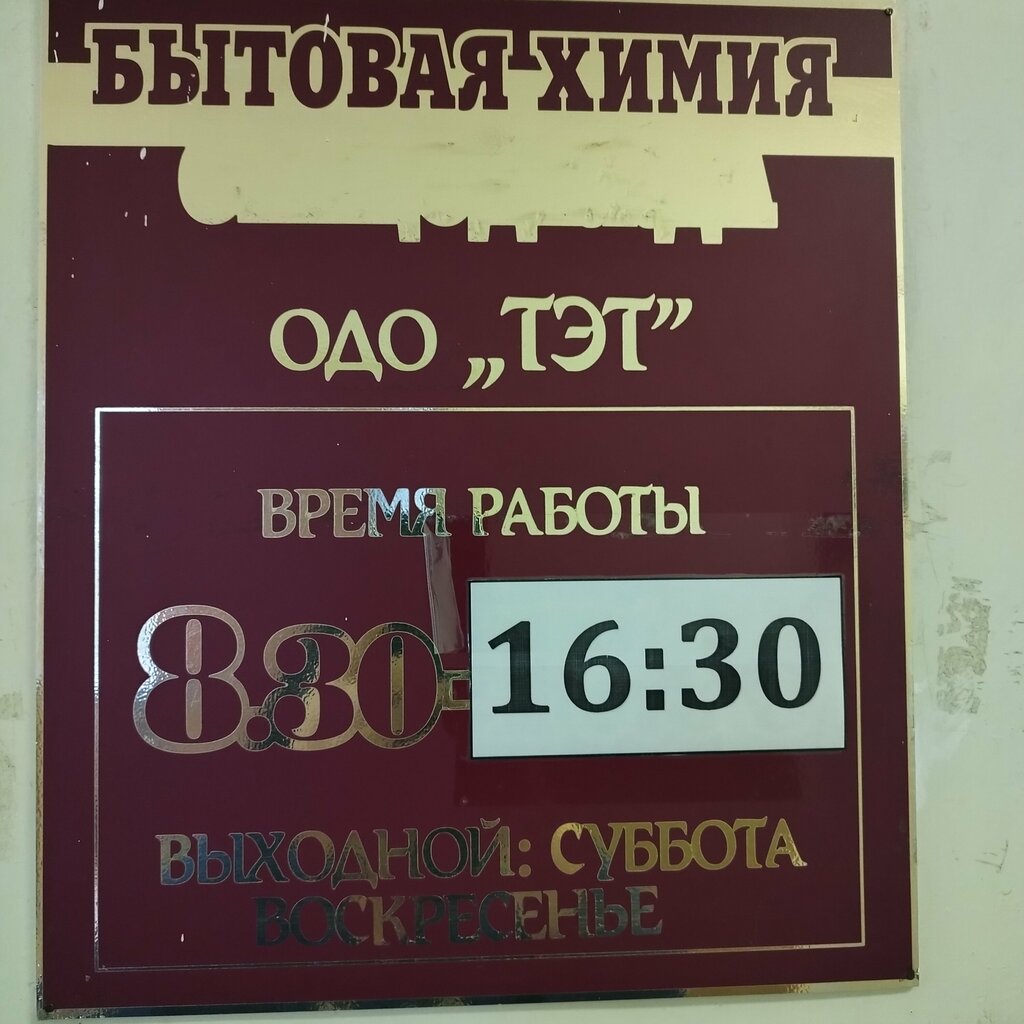 БЫТОВАЯ ХИМИЯ
ОДО „ТЭТ”
ВРЕМЯ РАБОТЫ
8.30-16:30
ВЫХОДНОЙ: СУББОТА
ВОСКРЕСЕНЬЕ